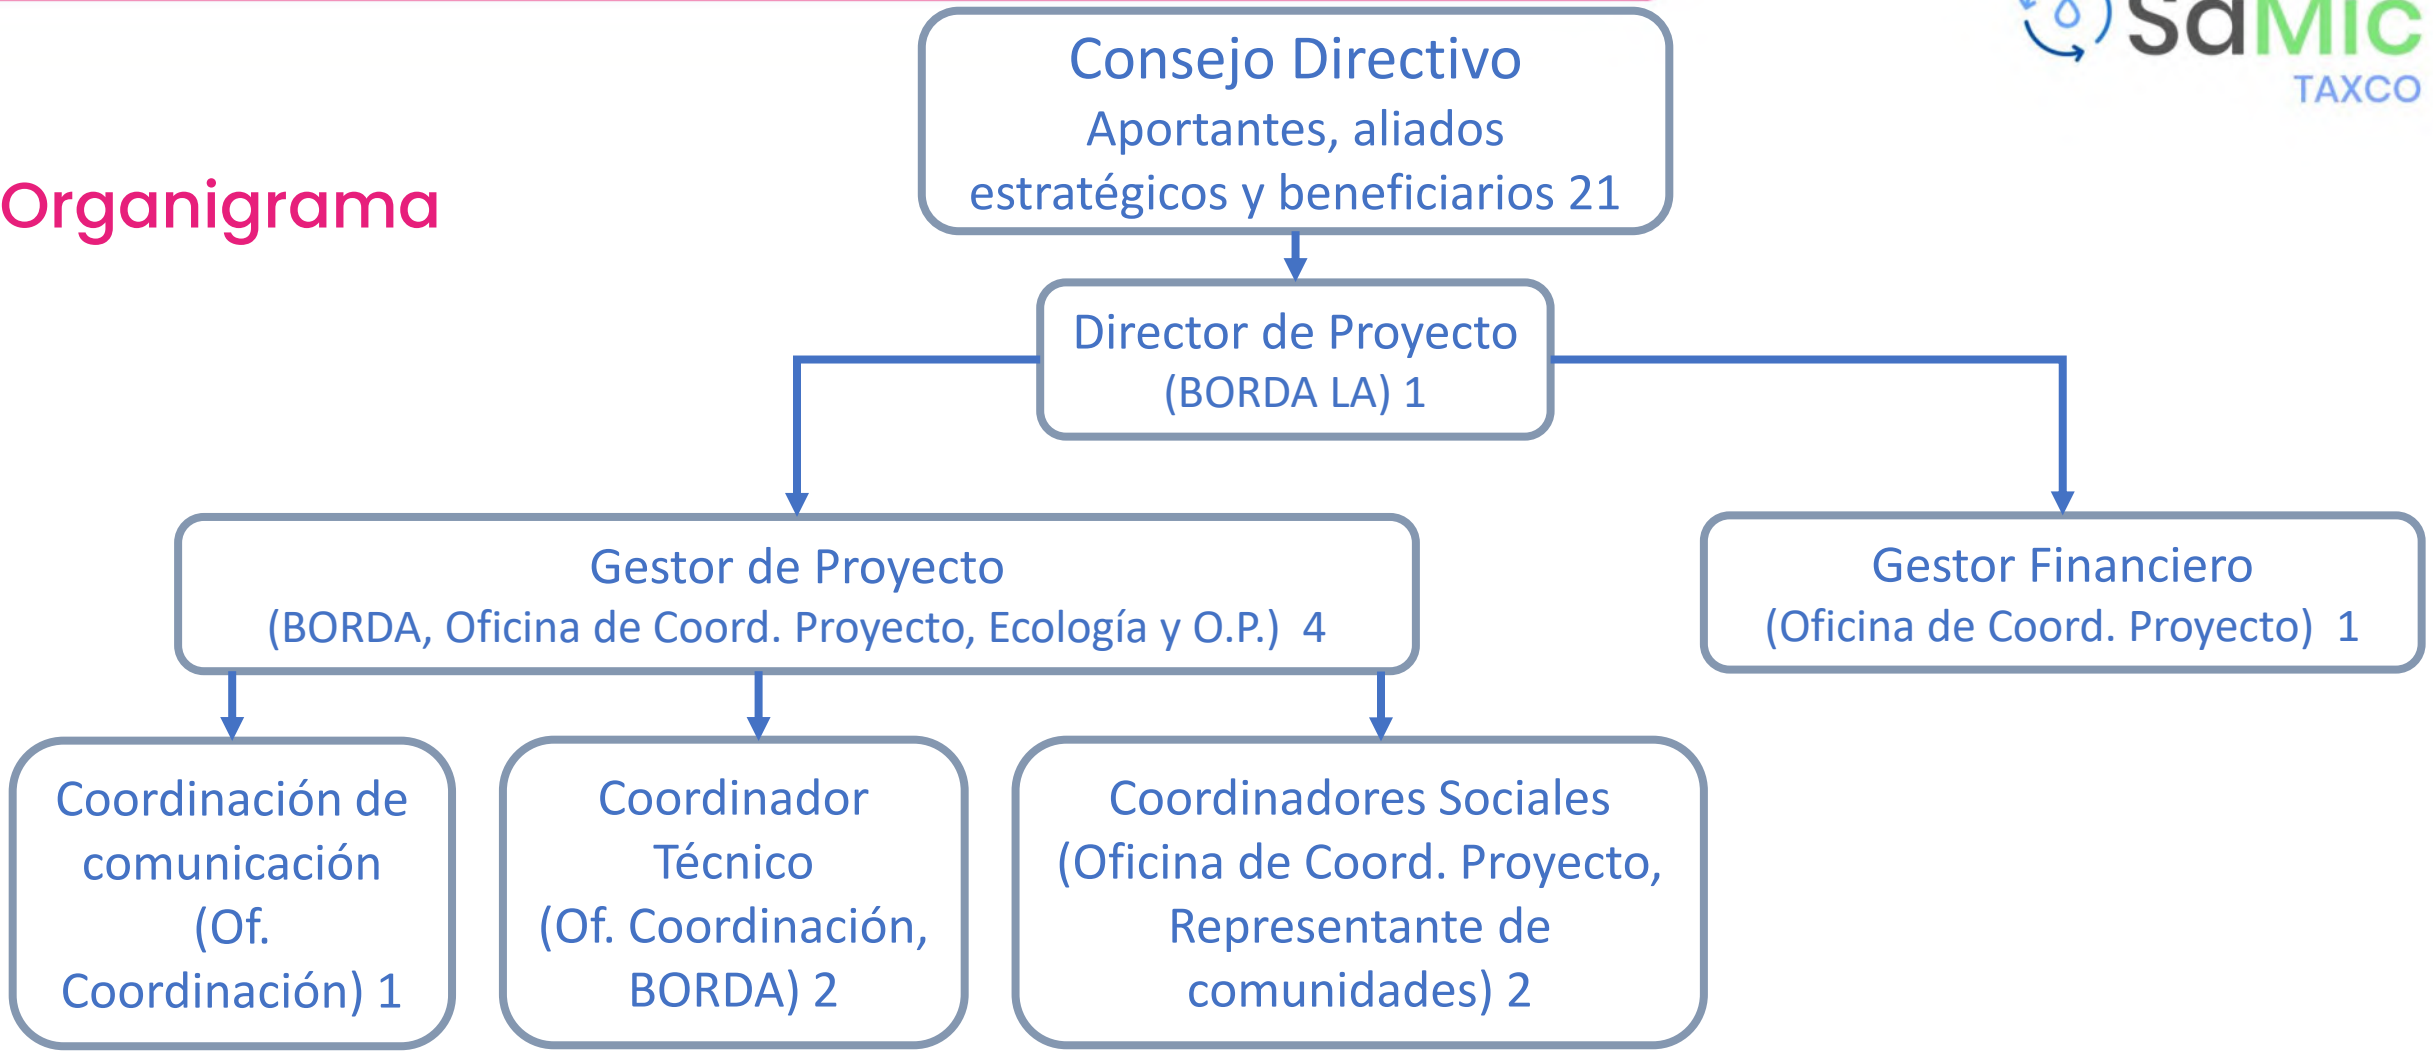 SaMic
TAXCO
Organigrama
Consejo Directivo
Aportantes, aliados
estratégicos y beneficiarios 21
Director de Proyecto
(BORDA LA) 1
Gestor de Proyecto
(BORDA, Oficina de Coord. Proyecto, Ecología y O.P.)  4
Gestor Financiero
(Oficina de Coord. Proyecto)  1
Coordinación de
comunicación
(Of.
Coordinación) 1
Coordinador
Técnico
(Of. Coordinación,
BORDA) 2
Coordinadores Sociales
(Oficina de Coord. Proyecto,
Representante de
comunidades) 2